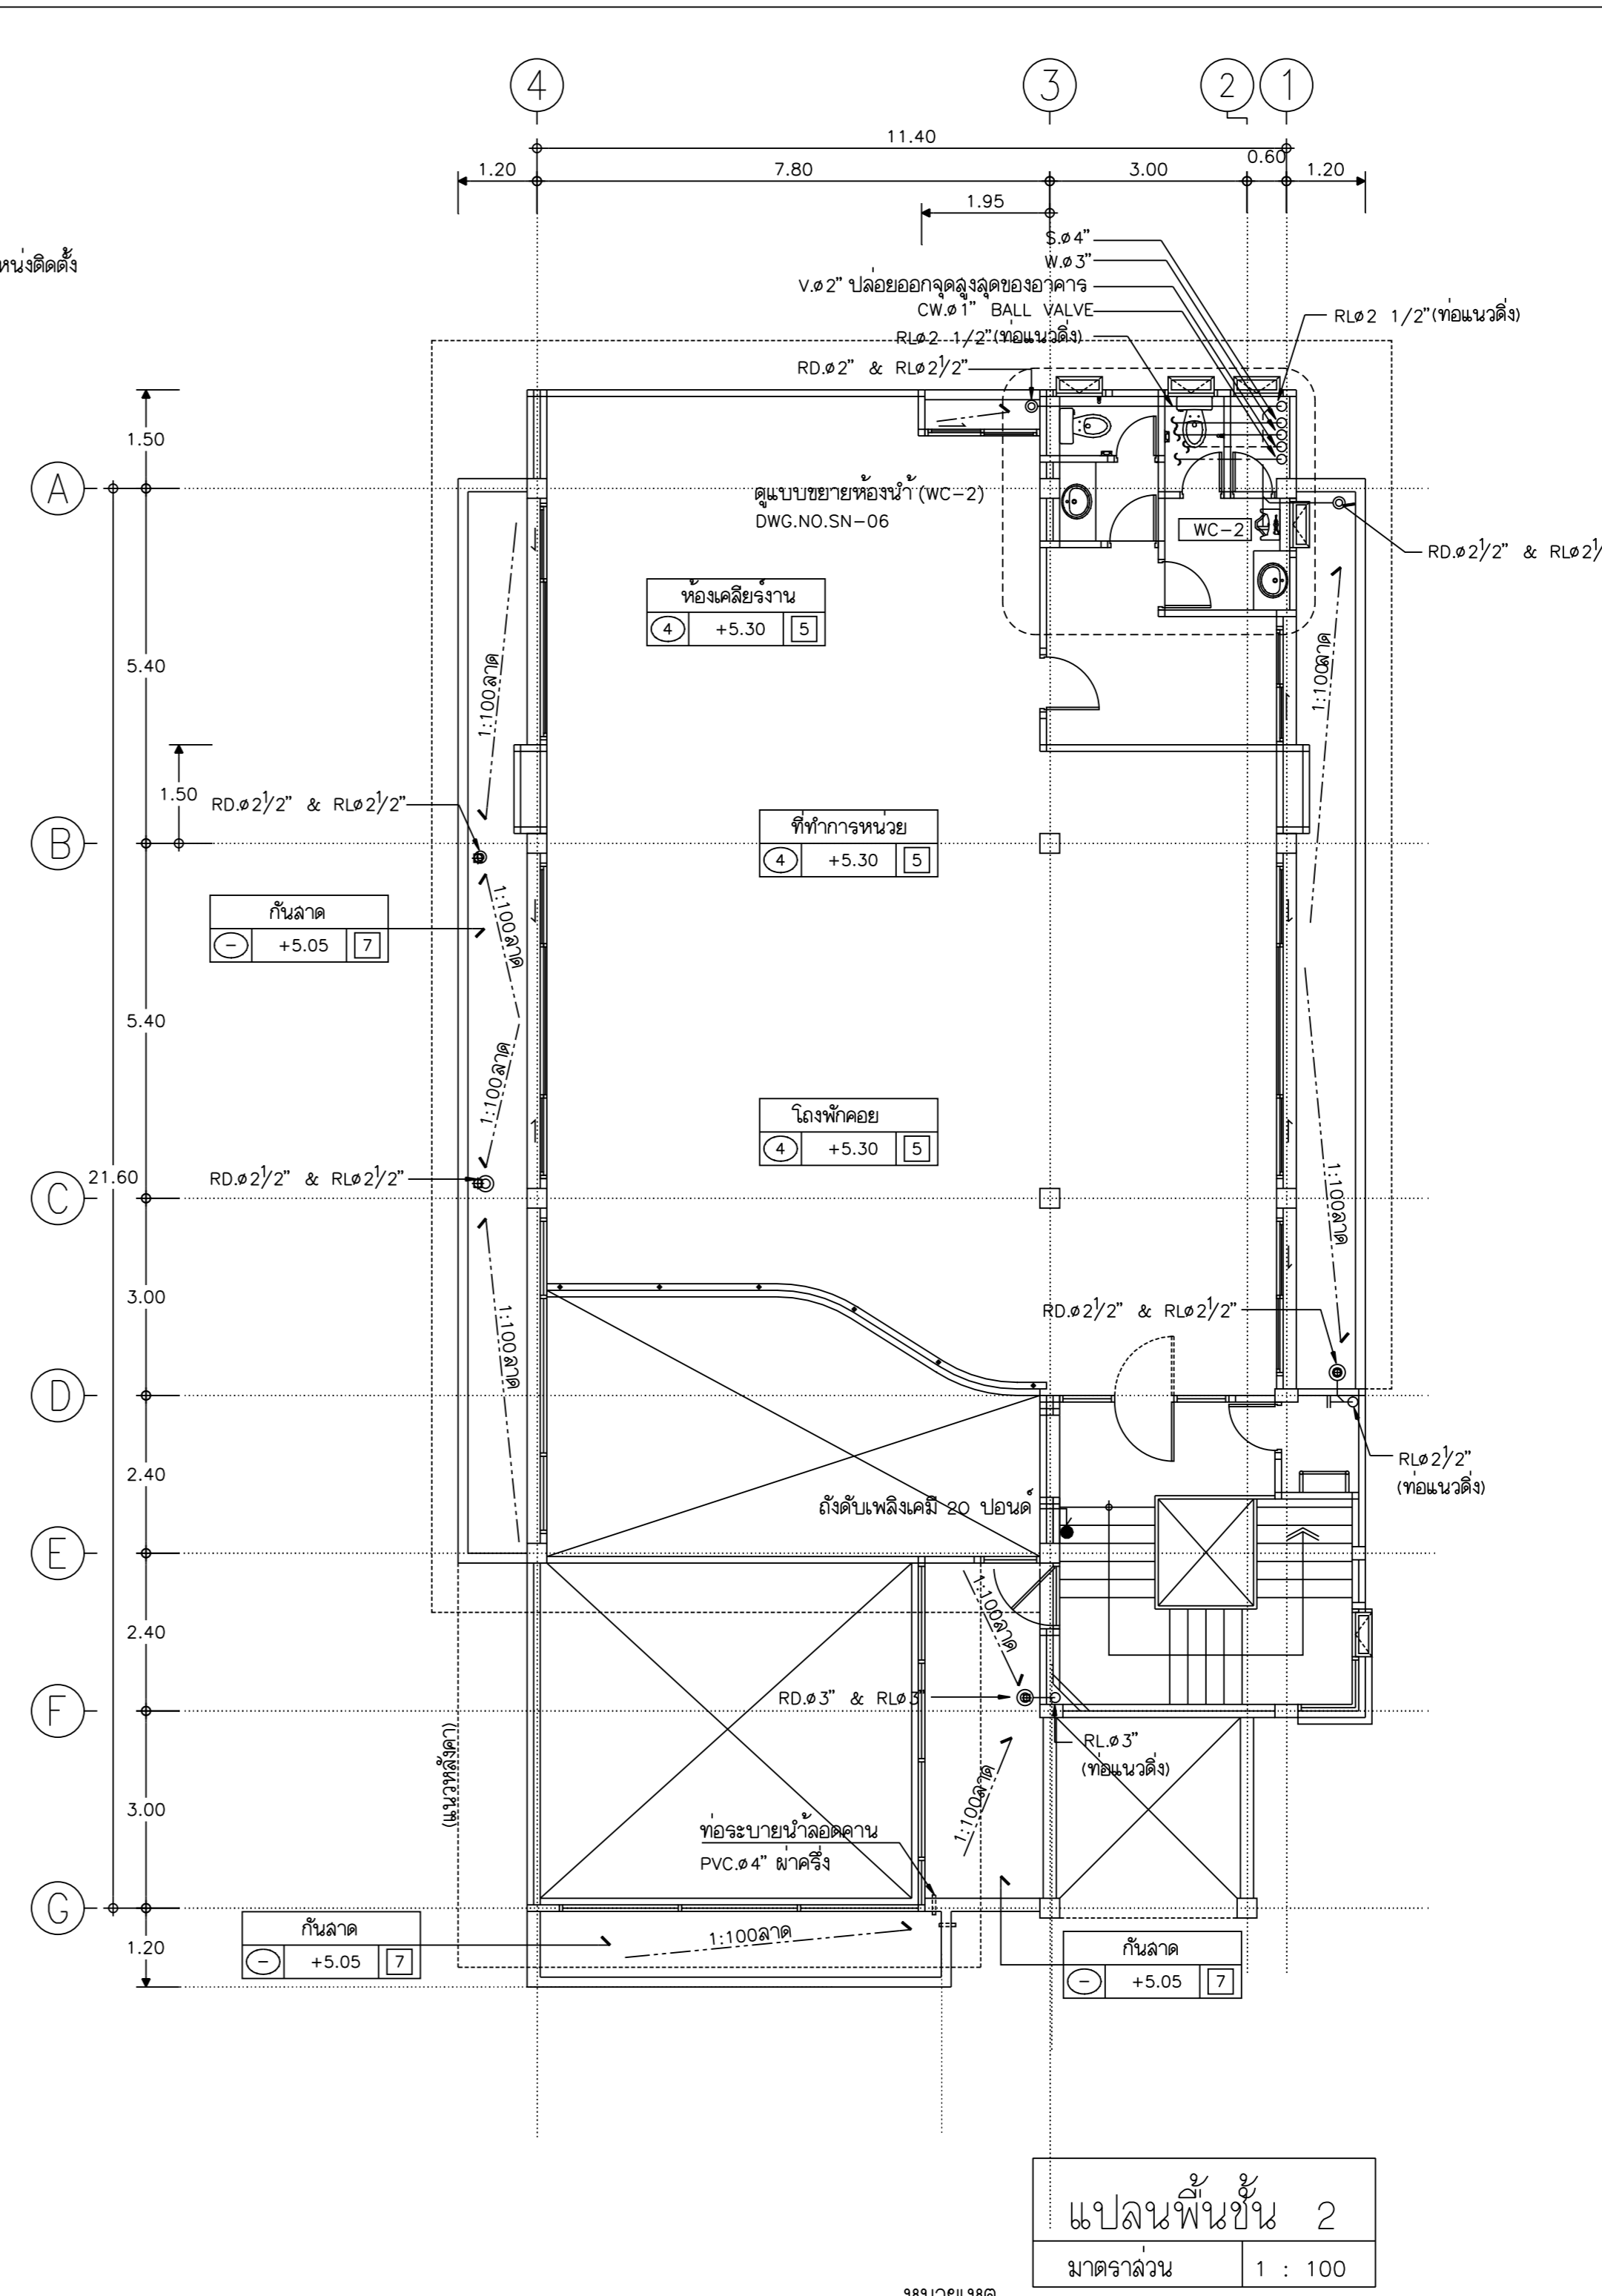 4
3
2
1
11.40
1.20
7.80
3.00
0.60
1.20
1.95
S.ø4"
W.ø3"
V.ø2" ปล่อยออกจุดสูงสุดของอาคาร
CW.ø1" BALL VALVE
RLø2 1/2"(ท่อแนวดิ่ง)
RLø2 1/2"(ท่อแนวดิ่ง)
RD.ø2" & RLø2½"
1.50
A
ดูแบบขยายห้องน้ำ (WC-2)
DWG.NO.SN-06
WC-2
RD.ø2½" &
ห้องเคลียร์งาน
4 +5.30 5
5.40
1:100ลาด
1:100ลาด
1.50
RD.ø2½" & RLø2½"
B
ที่ทำการหน่วย
4 +5.30 5
1:100ลาด
กันลาด
- +5.05 7
5.40
1:100ลาด
โถงพักคอย
4 +5.30 5
21.60
C
RD.ø2½" & RLø2½"
1:100ลาด
3.00
RD.ø2½" & RLø2½"
1:100ลาด
D
RLø2½"
(ท่อแนวดิ่ง)
2.40
ถังดับเพลิงเคมี 20 ปอนด์
E
1:100ลาด
2.40
RD.ø3" & RLø3"
F
RL.ø3"
(ท่อแนวดิ่ง)
(แนวหลังคา)
1:100ลาด
3.00
ท่อระบายน้ำลอดคาน
PVC.ø4" ผ่าครึ่ง
G
กันลาด
- +5.05 7
1.20
1:100ลาด
กันลาด
- +5.05 7
แปลนพื้นชั้น 2
มาตราส่วน 1 : 100